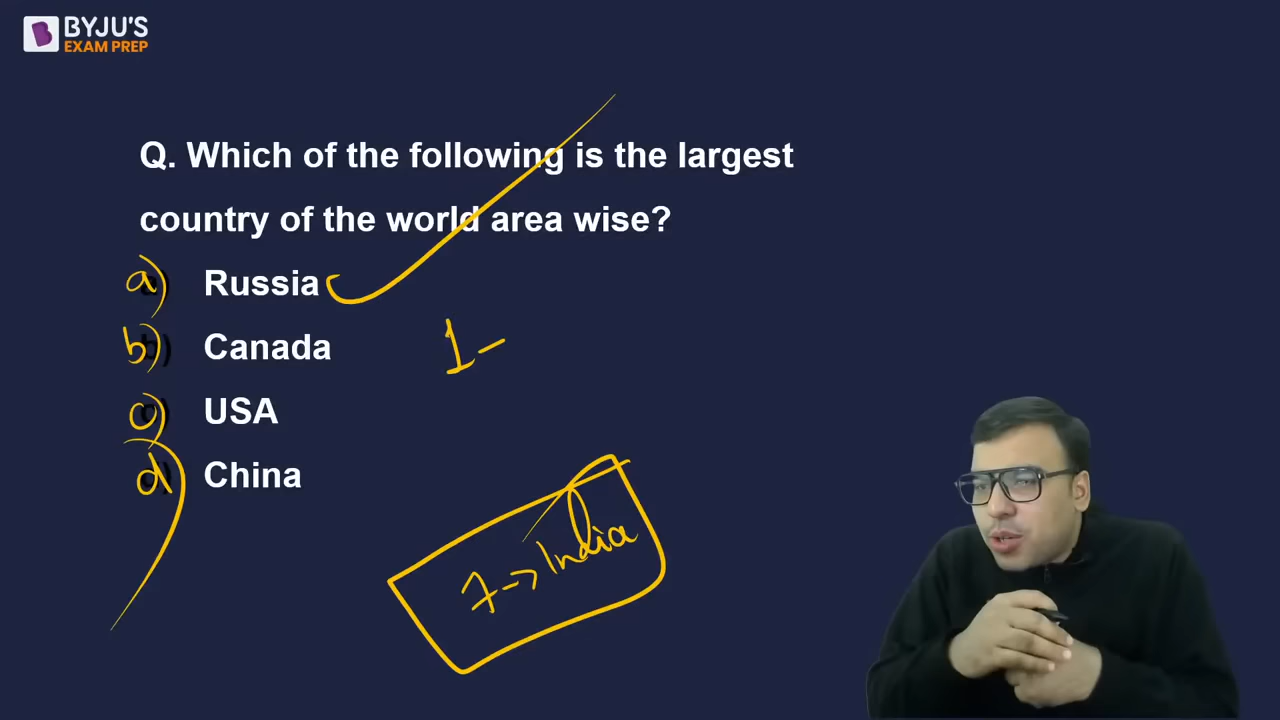 BYJU'S
EXAM PREP
Q. Which of the following is the largest
country of the world area wise?
a) Russia
b) Canada
1-
c) USA
d) China
7→India